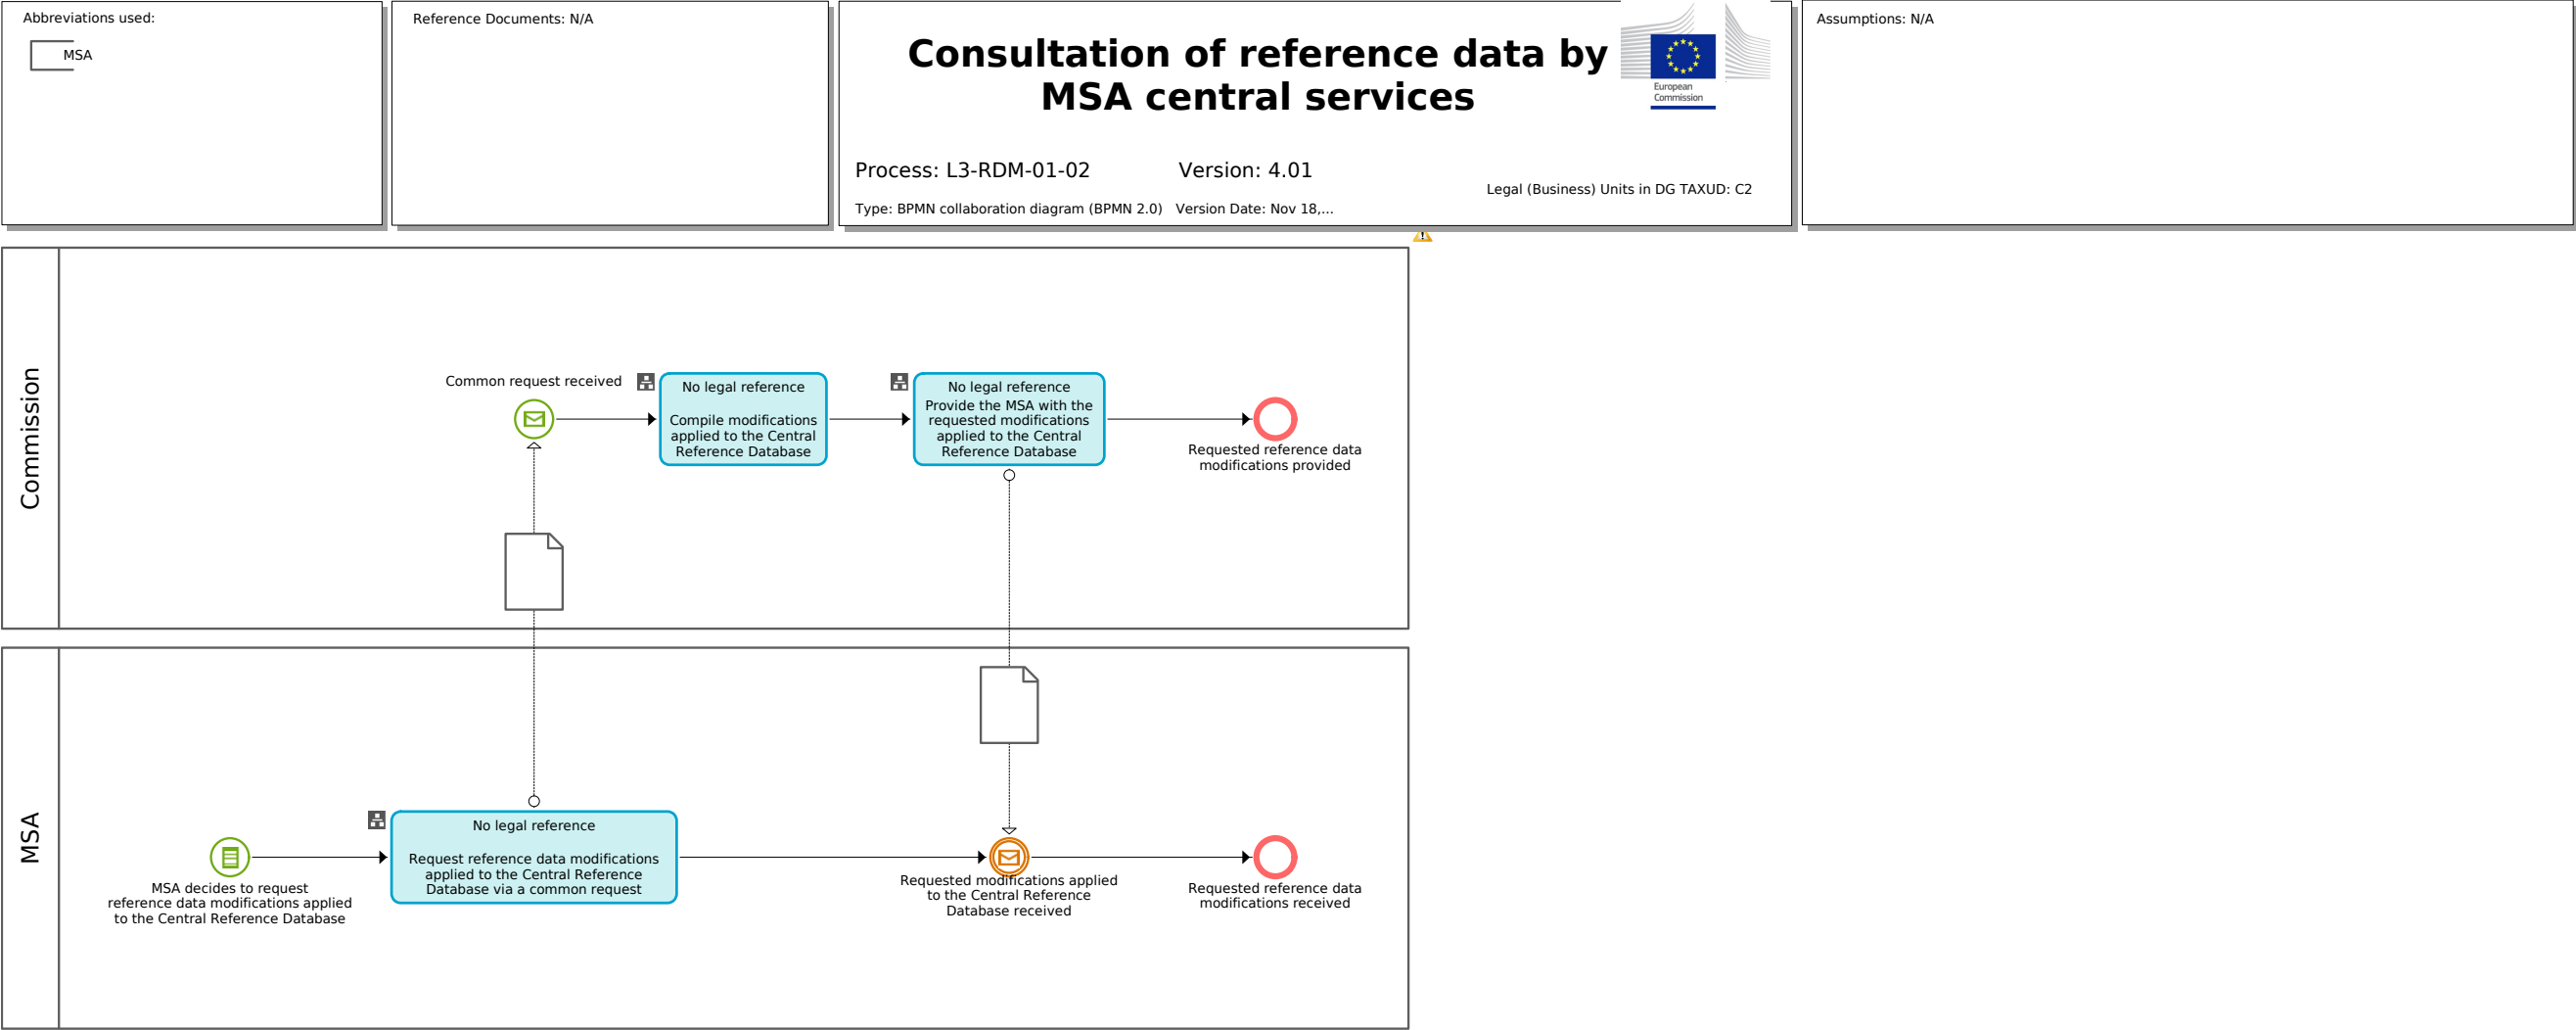 Abbreviations used:
MSA
Reference Documents: N/A
Consultation of reference data by
MSA central services
European
Commission
Process: L3-RDM-01-02
Version: 4.01
Legal (Business) Units in DG TAXUD: C2
Type: BPMN collaboration diagram (BPMN 2.0)
Version Date: Nov 18,...
Assumptions: N/A
Commission
Common request received
No legal reference
Compile modifications
applied to the Central
Reference Database
No legal reference
Provide the MSA with the
requested modifications
applied to the Central
Reference Database
Requested reference data
modifications provided
MSA
MSA decides to request
reference data modifications applied
to the Central Reference Database
No legal reference
Request reference data modifications
applied to the Central Reference
Database via a common request
Requested modifications applied
to the Central Reference
Database received
Requested reference data
modifications received